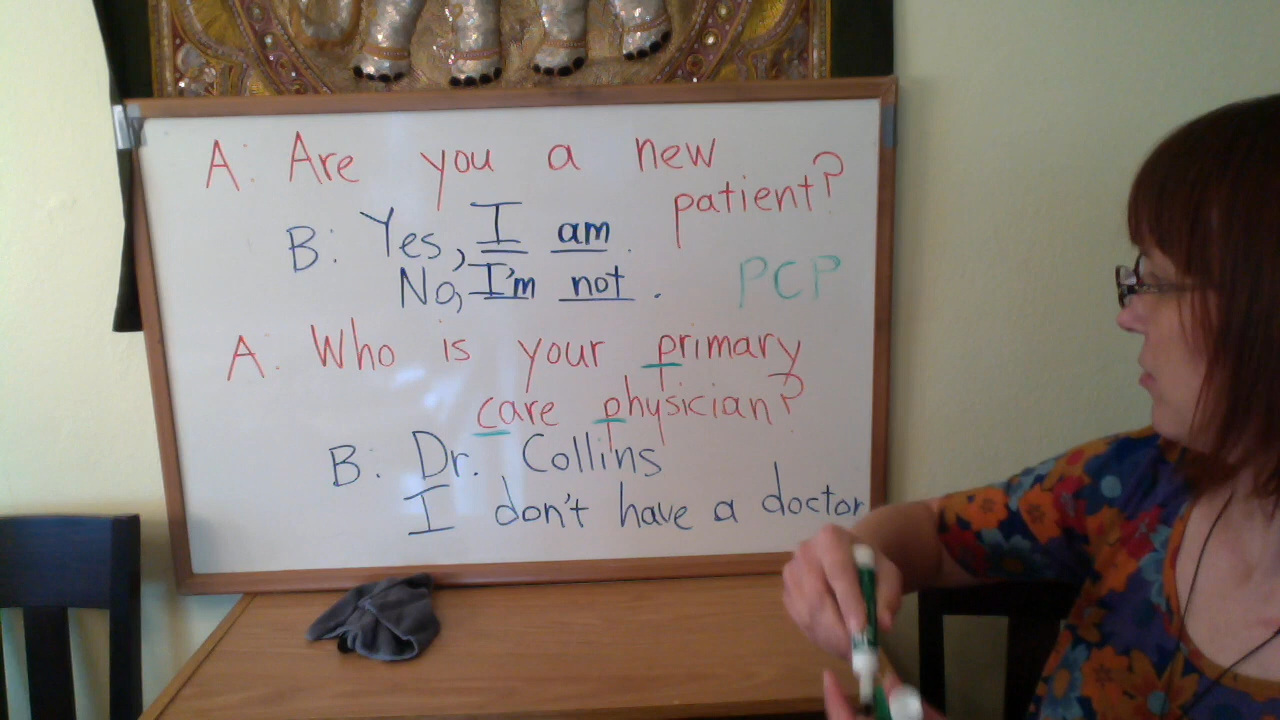 A: Are you a new
patient?
B: Yes, I am.
No, I'm not.
PCP
A: Who is your primary
care physician?
B: Dr. Collins
I don't have a doctor